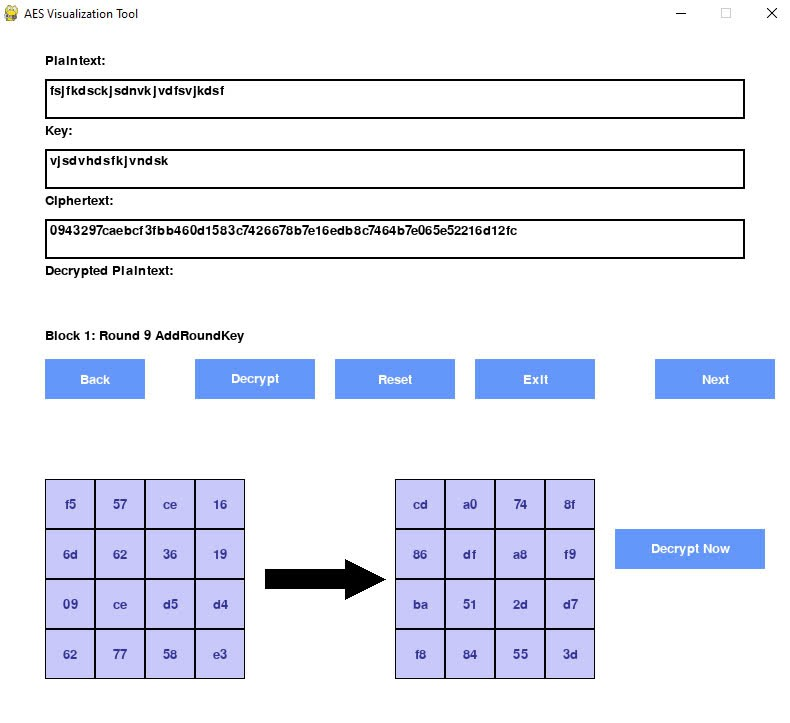 AES Visualization Tool
Plaintext:
fsjfkdsckjsdnvkjvdfsvjkdsf
Key:
vjsdvhdsfkjvndsk
Ciphertext:
0943297caebcf3fbb460d1583c7426678b7e16edb8c7464b7e065e52216d12fc
Decrypted Plaintext:
Block 1: Round 9 AddRoundKey
Back Decrypt Reset Exit Next
f5 57 ce 16 cd a0 74 8f
6d 62 36 19 86 df a8 f9
Decrypt Now
09 ce d5 d4 ba 51 2d d7
62 77 58 e3 f8 84 55 3d